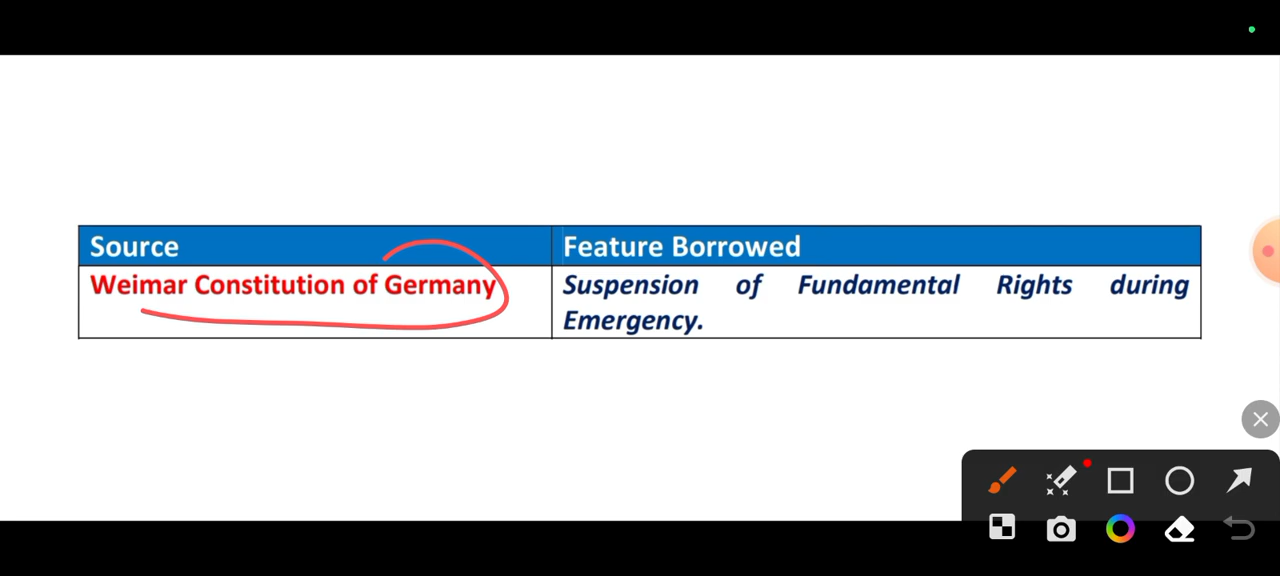 Source
Feature Borrowed
Weimar Constitution of Germany
Suspension of Fundamental Rights during
Emergency.